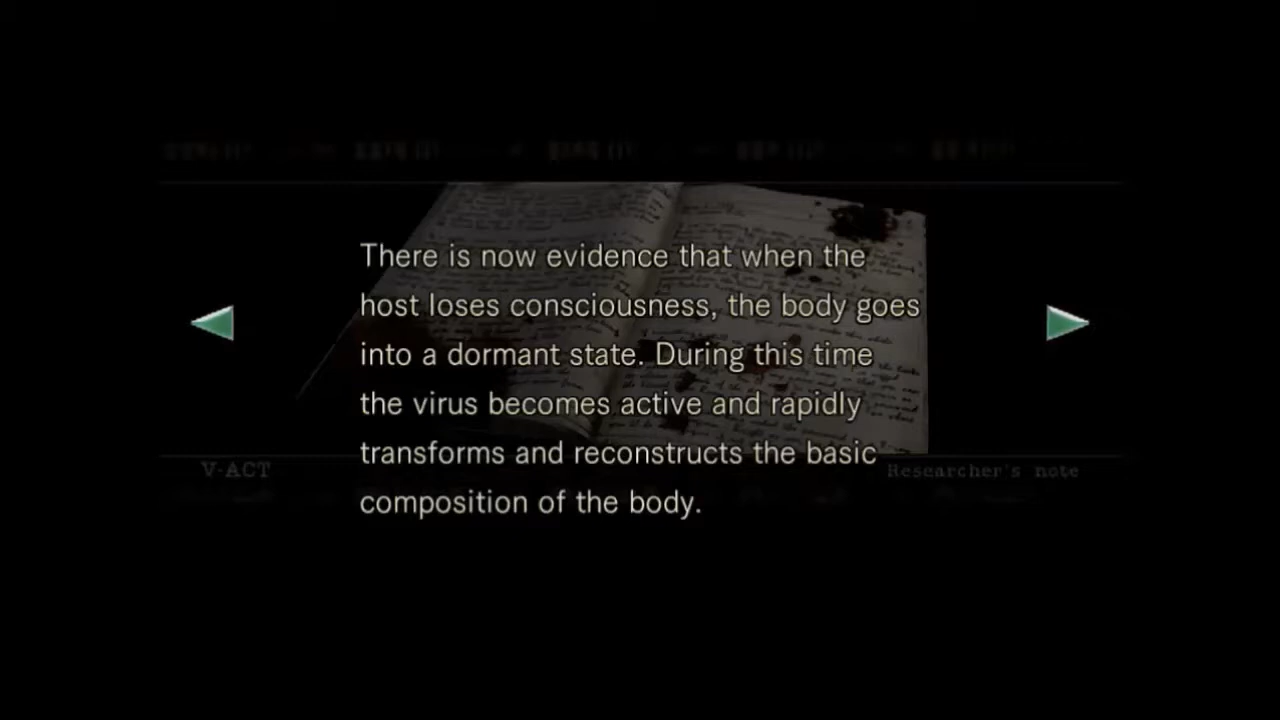 There is now evidence that when the
host loses consciousness, the body goes
into a dormant state. During this time
the virus becomes active and rapidly
transforms and reconstructs the basic
composition of the body.
V-ACT
Researcher's note